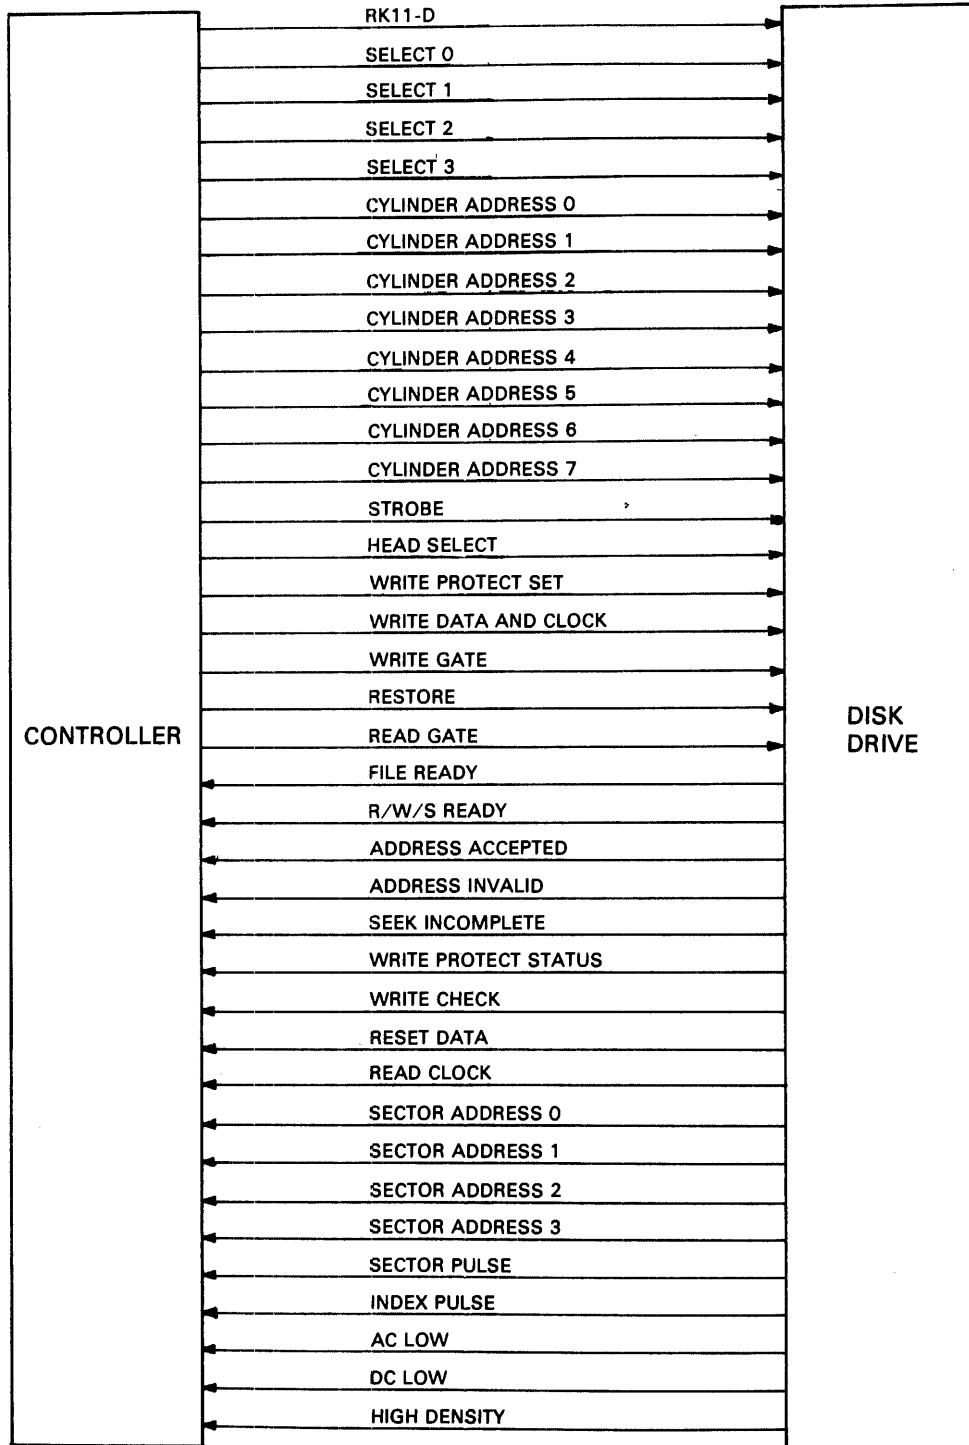 RK11-D
SELECT 0
SELECT 1
SELECT 2
SELECT 3
CYLINDER ADDRESS 0
CYLINDER ADDRESS 1
CYLINDER ADDRESS 2
CYLINDER ADDRESS 3
CYLINDER ADDRESS 4
CYLINDER ADDRESS 5
CYLINDER ADDRESS 6
CYLINDER ADDRESS 7
STROBE
HEAD SELECT
WRITE PROTECT SET
WRITE DATA AND CLOCK
WRITE GATE
RESTORE
CONTROLLER
DISK
DRIVE
READ GATE
FILE READY
R/W/S READY
ADDRESS ACCEPTED
ADDRESS INVALID
SEEK INCOMPLETE
WRITE PROTECT STATUS
WRITE CHECK
RESET DATA
READ CLOCK
SECTOR ADDRESS 0
SECTOR ADDRESS 1
SECTOR ADDRESS 2
SECTOR ADDRESS 3
SECTOR PULSE
INDEX PULSE
AC LOW
DC LOW
HIGH DENSITY